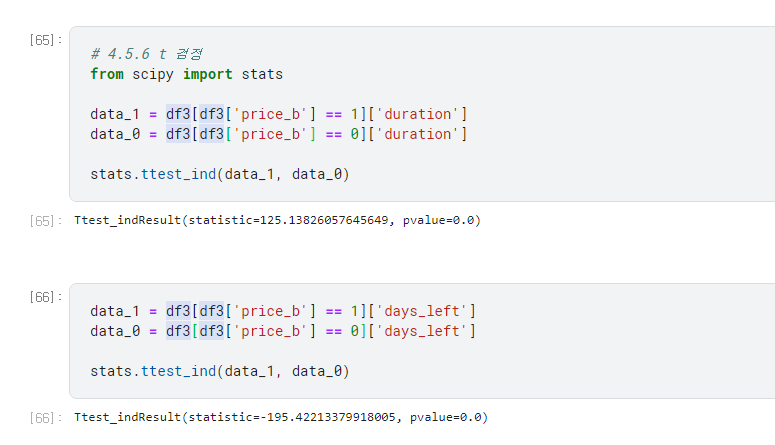 [65]:
# 4.5.6 t 검정
from scipy import stats
data_1 = df3[df3['price_b'] == 1]['duration']
data_0 = df3[df3['price_b'] == 0]['duration']
stats.ttest_ind(data_1, data_0)
[65]: Ttest_indResult(statistic=125.13826057645649, pvalue=0.0)
[66]:
data_1 = df3[df3['price_b'] == 1]['days_left']
data_0 = df3[df3['price_b'] == 0]['days_left']
stats.ttest_ind(data_1, data_0)
[66]: Ttest_indResult(statistic=-195.42213379918005, pvalue=0.0)